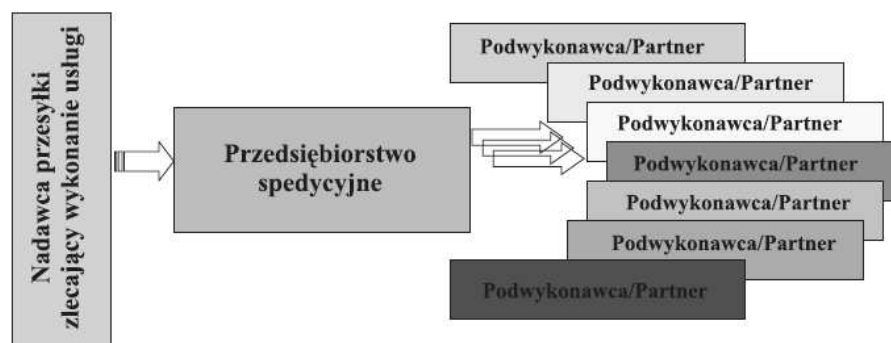 Nadawca przesyłki
zlecający wykonanie usługi
Przedsiębiorstwo
spedycyjne
Podwykonawca/Partner
Podwykonawca/Partner
Podwykonawca/Partner
Podwykonawca/Partner
Podwykonawca/Partner
Podwykonawca/Partner
Podwykonawca/Partner